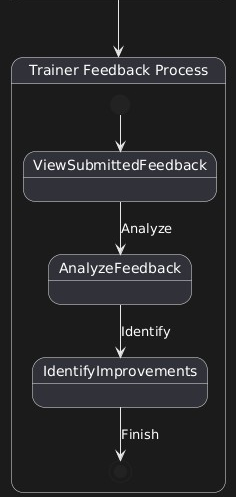 Trainer Feedback Process
ViewSubmittedFeedback
Analyze
AnalyzeFeedback
Identify
IdentifyImprovements
Finish